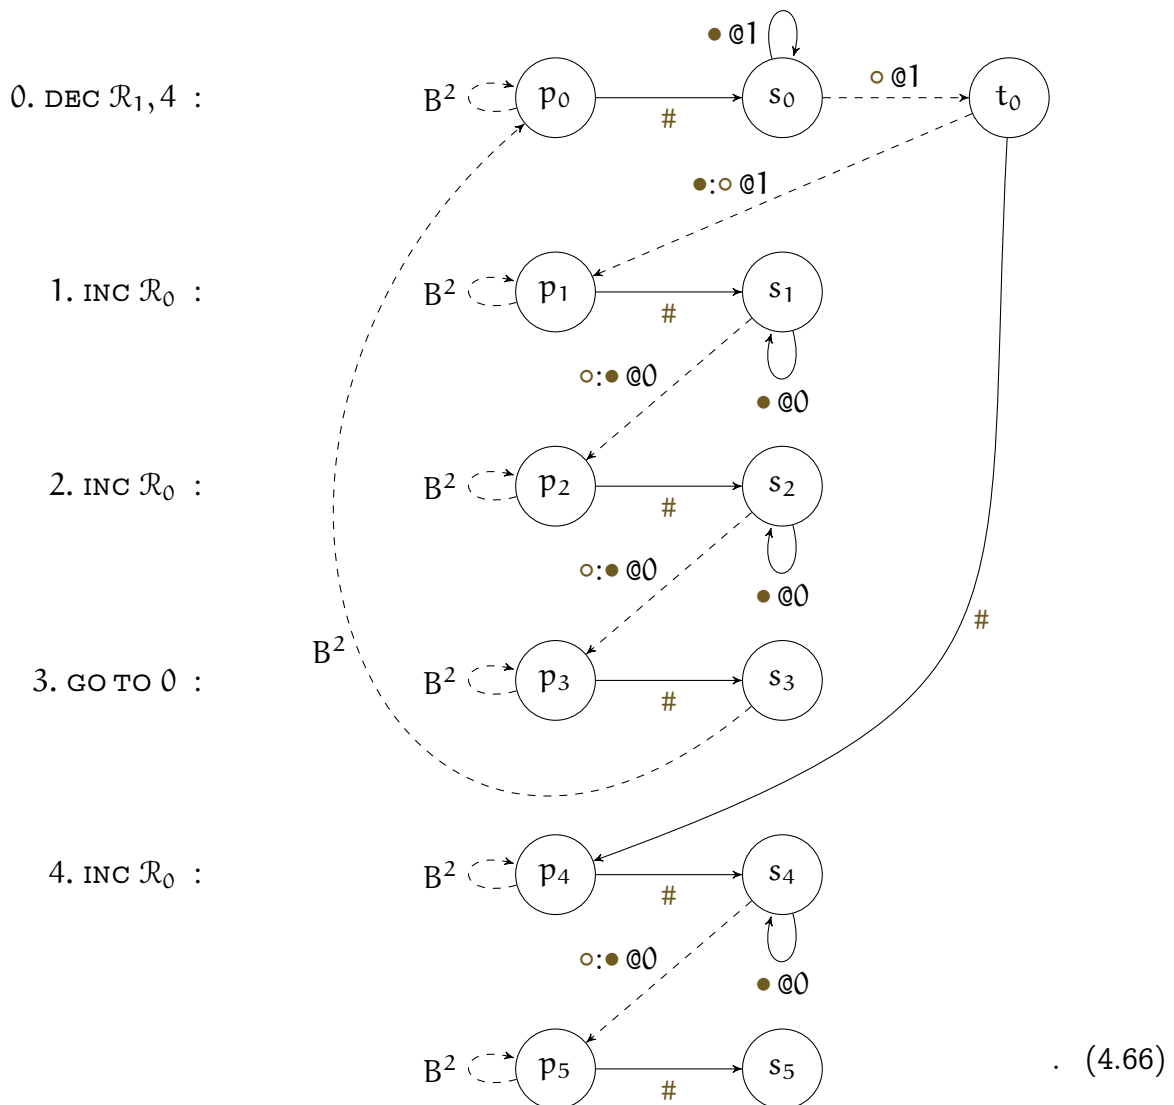 ● @1
0. DEC ℛ₁, 4 : B² p₀ # s₀ ○ @1 t₀
●:○ @1
1. INC ℛ₀ : B² p₁ # s₁
○:● @0
● @0
2. INC ℛ₀ : B² p₂ # s₂
○:● @0
● @0
#
B²
3. GO TO 0 : B² p₃ # s₃
4. INC ℛ₀ : B² p₄ # s₄
○:● @0
● @0
B² p₅ # s₅ . (4.66)